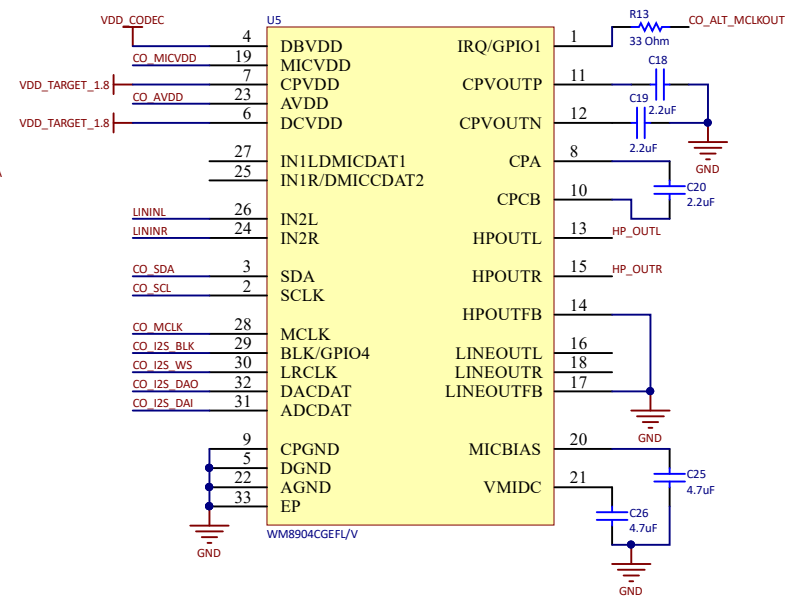 VDD_CODEC
U5
4
DBVDD
CO_MICVDD
19
MICVDD
VDD_TARGET_1.8
7
CPVDD
CO_AVDD
23
AVDD
VDD_TARGET_1.8
6
DCVDD
27
IN1LDMICDAT1
25
IN1R/DMICCDAT2
LININL
26
IN2L
LININR
24
IN2R
CO_SDA
3
SDA
CO_SCL
2
SCLK
CO_MCLK
28
MCLK
CO_I2S_BLK
29
BLK/GPIO4
CO_I2S_WS
30
LRCLK
CO_I2S_DAO
32
DACDAT
CO_I2S_DAI
31
ADCDAT
9
CPGND
5
DGND
22
AGND
33
EP
GND
WM8904CGEFL/V
IRQ/GPIO1
1
R13
33 Ohm
CO_ALT_MCLKOUT
CPVOUTP
11
C18
2.2uF
CPVOUTN
12
C19
2.2uF
GND
CPA
8
CPCB
10
C20
2.2uF
HPOUTL
13
HP_OUTL
HPOUTR
15
HP_OUTR
HPOUTFB
14
LINEOUTL
16
LINEOUTR
18
LINEOUTFB
17
GND
MICBIAS
20
C25
4.7uF
VMIDC
21
C26
4.7uF
GND